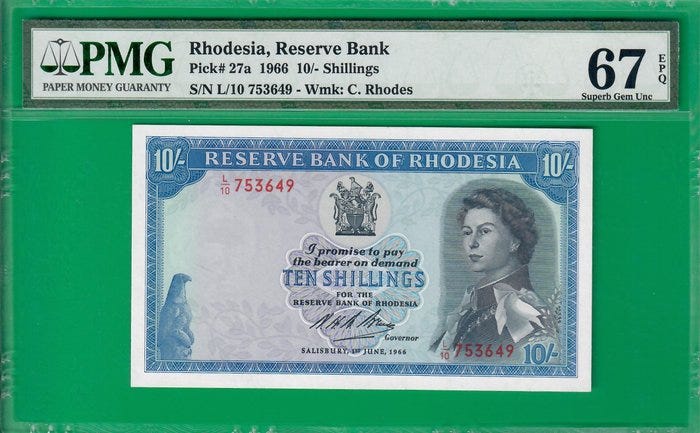 PMG
PAPER MONEY GUARANTY
Rhodesia, Reserve Bank
Pick# 27a 1966 10/- Shillings
S/N L/10 753649 - Wmk: C. Rhodes
67 EPQ
Superb Gem Unc
10/- RESERVE BANK OF RHODESIA 10/-
L/10 753649
I promise to pay
the bearer on demand
TEN SHILLINGS
FOR THE
RESERVE BANK OF RHODESIA
Governor
SALISBURY, 1ST JUNE, 1966
L/10 753649 10/-